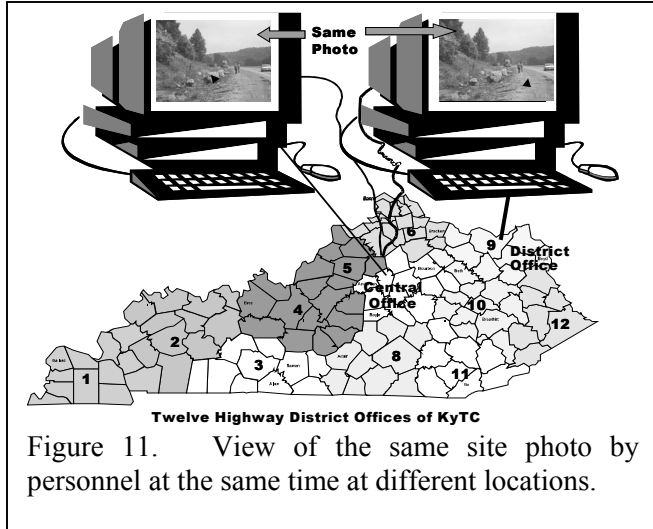 Same
Photo
6
9
District
Office
5
Central
Office
4
10
12
2
3
8
1
11
Twelve Highway District Offices of KyTC
Figure 11. View of the same site photo by
personnel at the same time at different locations.